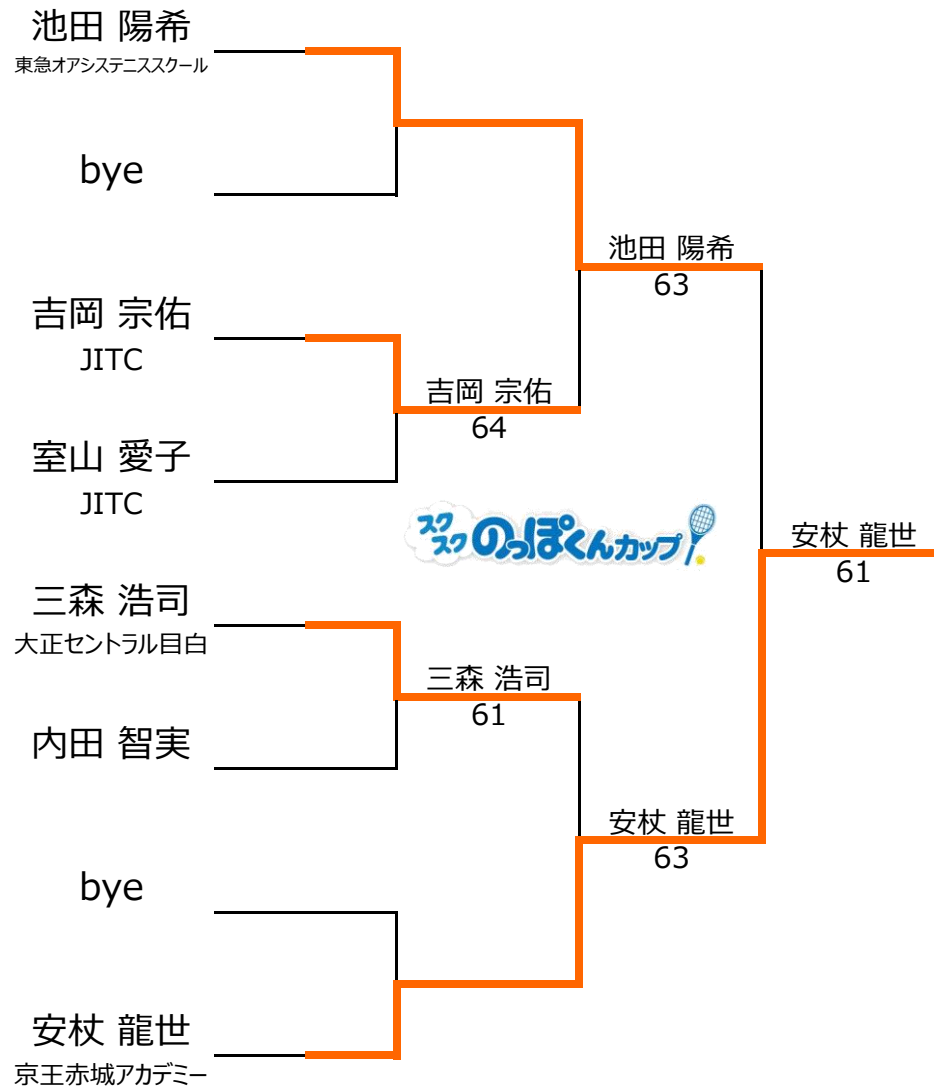 池田 陽希
東急オアシステニススクール
bye
池田 陽希
63
吉岡 宗佑
JITC
吉岡 宗佑
64
室山 愛子
JITC
スクスク のっぽくんカップ
安杖 龍世
61
三森 浩司
大正セントラル目白
三森 浩司
61
内田 智実
安杖 龍世
63
bye
安杖 龍世
京王赤城アカデミー